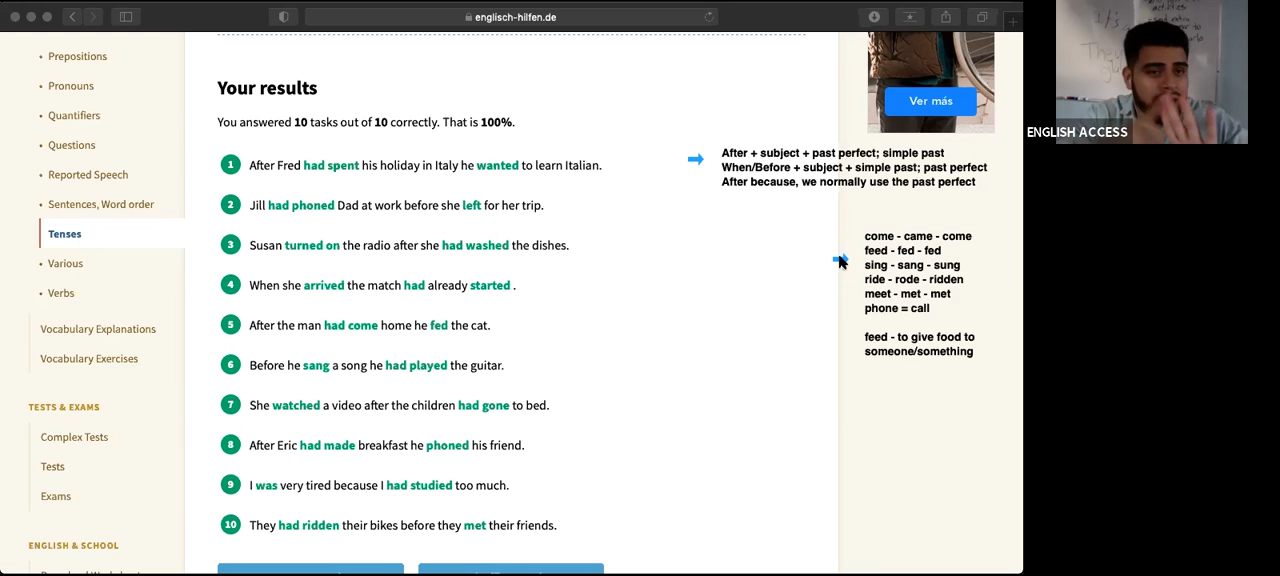 englisch-hilfen.de
Prepositions
Pronouns
Quantifiers
Questions
Reported Speech
Sentences, Word order
Tenses
Various
Verbs
Vocabulary Explanations
Vocabulary Exercises
TESTS & EXAMS
Complex Tests
Tests
Exams
ENGLISH & SCHOOL
Your results
You answered 10 tasks out of 10 correctly. That is 100%.
1 After Fred had spent his holiday in Italy he wanted to learn Italian.
2 Jill had phoned Dad at work before she left for her trip.
3 Susan turned on the radio after she had washed the dishes.
4 When she arrived the match had already started .
5 After the man had come home he fed the cat.
6 Before he sang a song he had played the guitar.
7 She watched a video after the children had gone to bed.
8 After Eric had made breakfast he phoned his friend.
9 I was very tired because I had studied too much.
10 They had ridden their bikes before they met their friends.
Ver más
After + subject + past perfect; simple past
When/Before + subject + simple past; past perfect
After because, we normally use the past perfect
come - came - come
feed - fed - fed
sing - sang - sung
ride - rode - ridden
meet - met - met
phone = call
feed - to give food to
someone/something
ENGLISH ACCESS